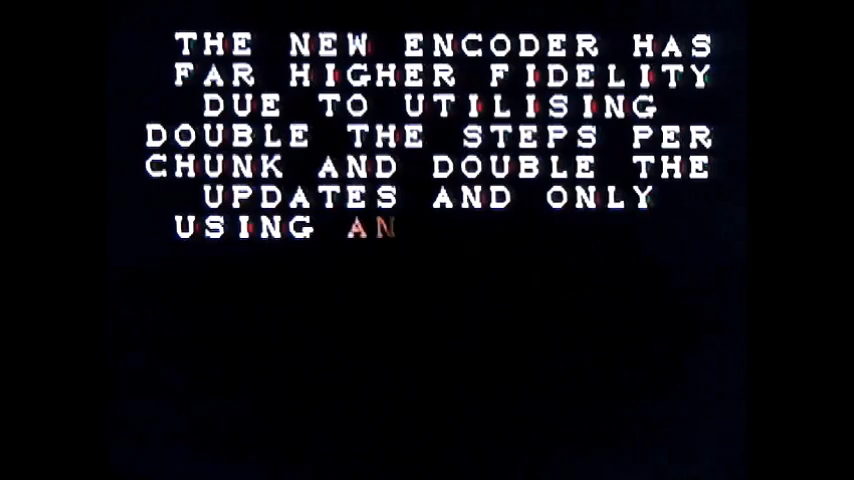 THE NEW ENCODER HAS
FAR HIGHER FIDELITY
DUE TO UTILISING
DOUBLE THE STEPS PER
CHUNK AND DOUBLE THE
UPDATES AND ONLY
USING AN